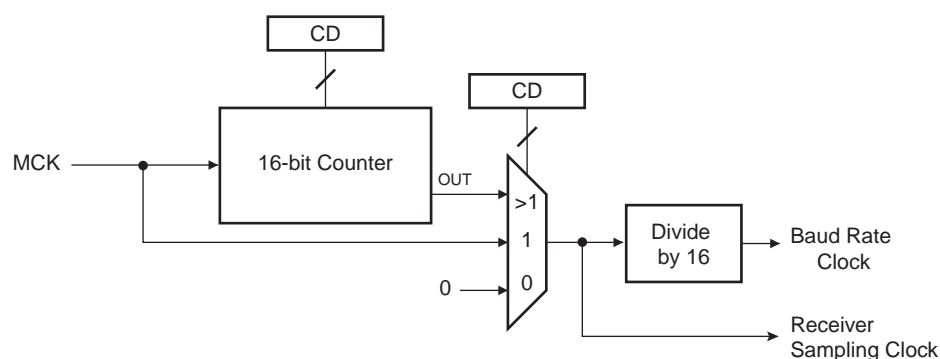 CD
CD
MCK
16-bit Counter
OUT
>1
1
0
0
Divide
by 16
Baud Rate
Clock
Receiver
Sampling Clock